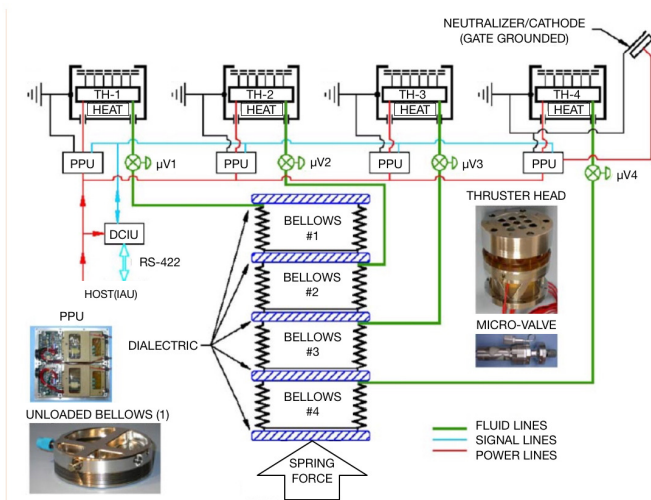 NEUTRALIZER/CATHODE
(GATE GROUNDED)
TH-1
HEAT
TH-2
HEAT
TH-3
HEAT
TH-4
HEAT
PPU
µV1
PPU
µV2
PPU
µV3
PPU
µV4
DCIU
RS-422
HOST(IAU)
BELLOWS
#1
BELLOWS
#2
BELLOWS
#3
BELLOWS
#4
DIALECTRIC
THRUSTER HEAD
MICRO-VALVE
PPU
UNLOADED BELLOWS (1)
FLUID LINES
SIGNAL LINES
POWER LINES
SPRING
FORCE